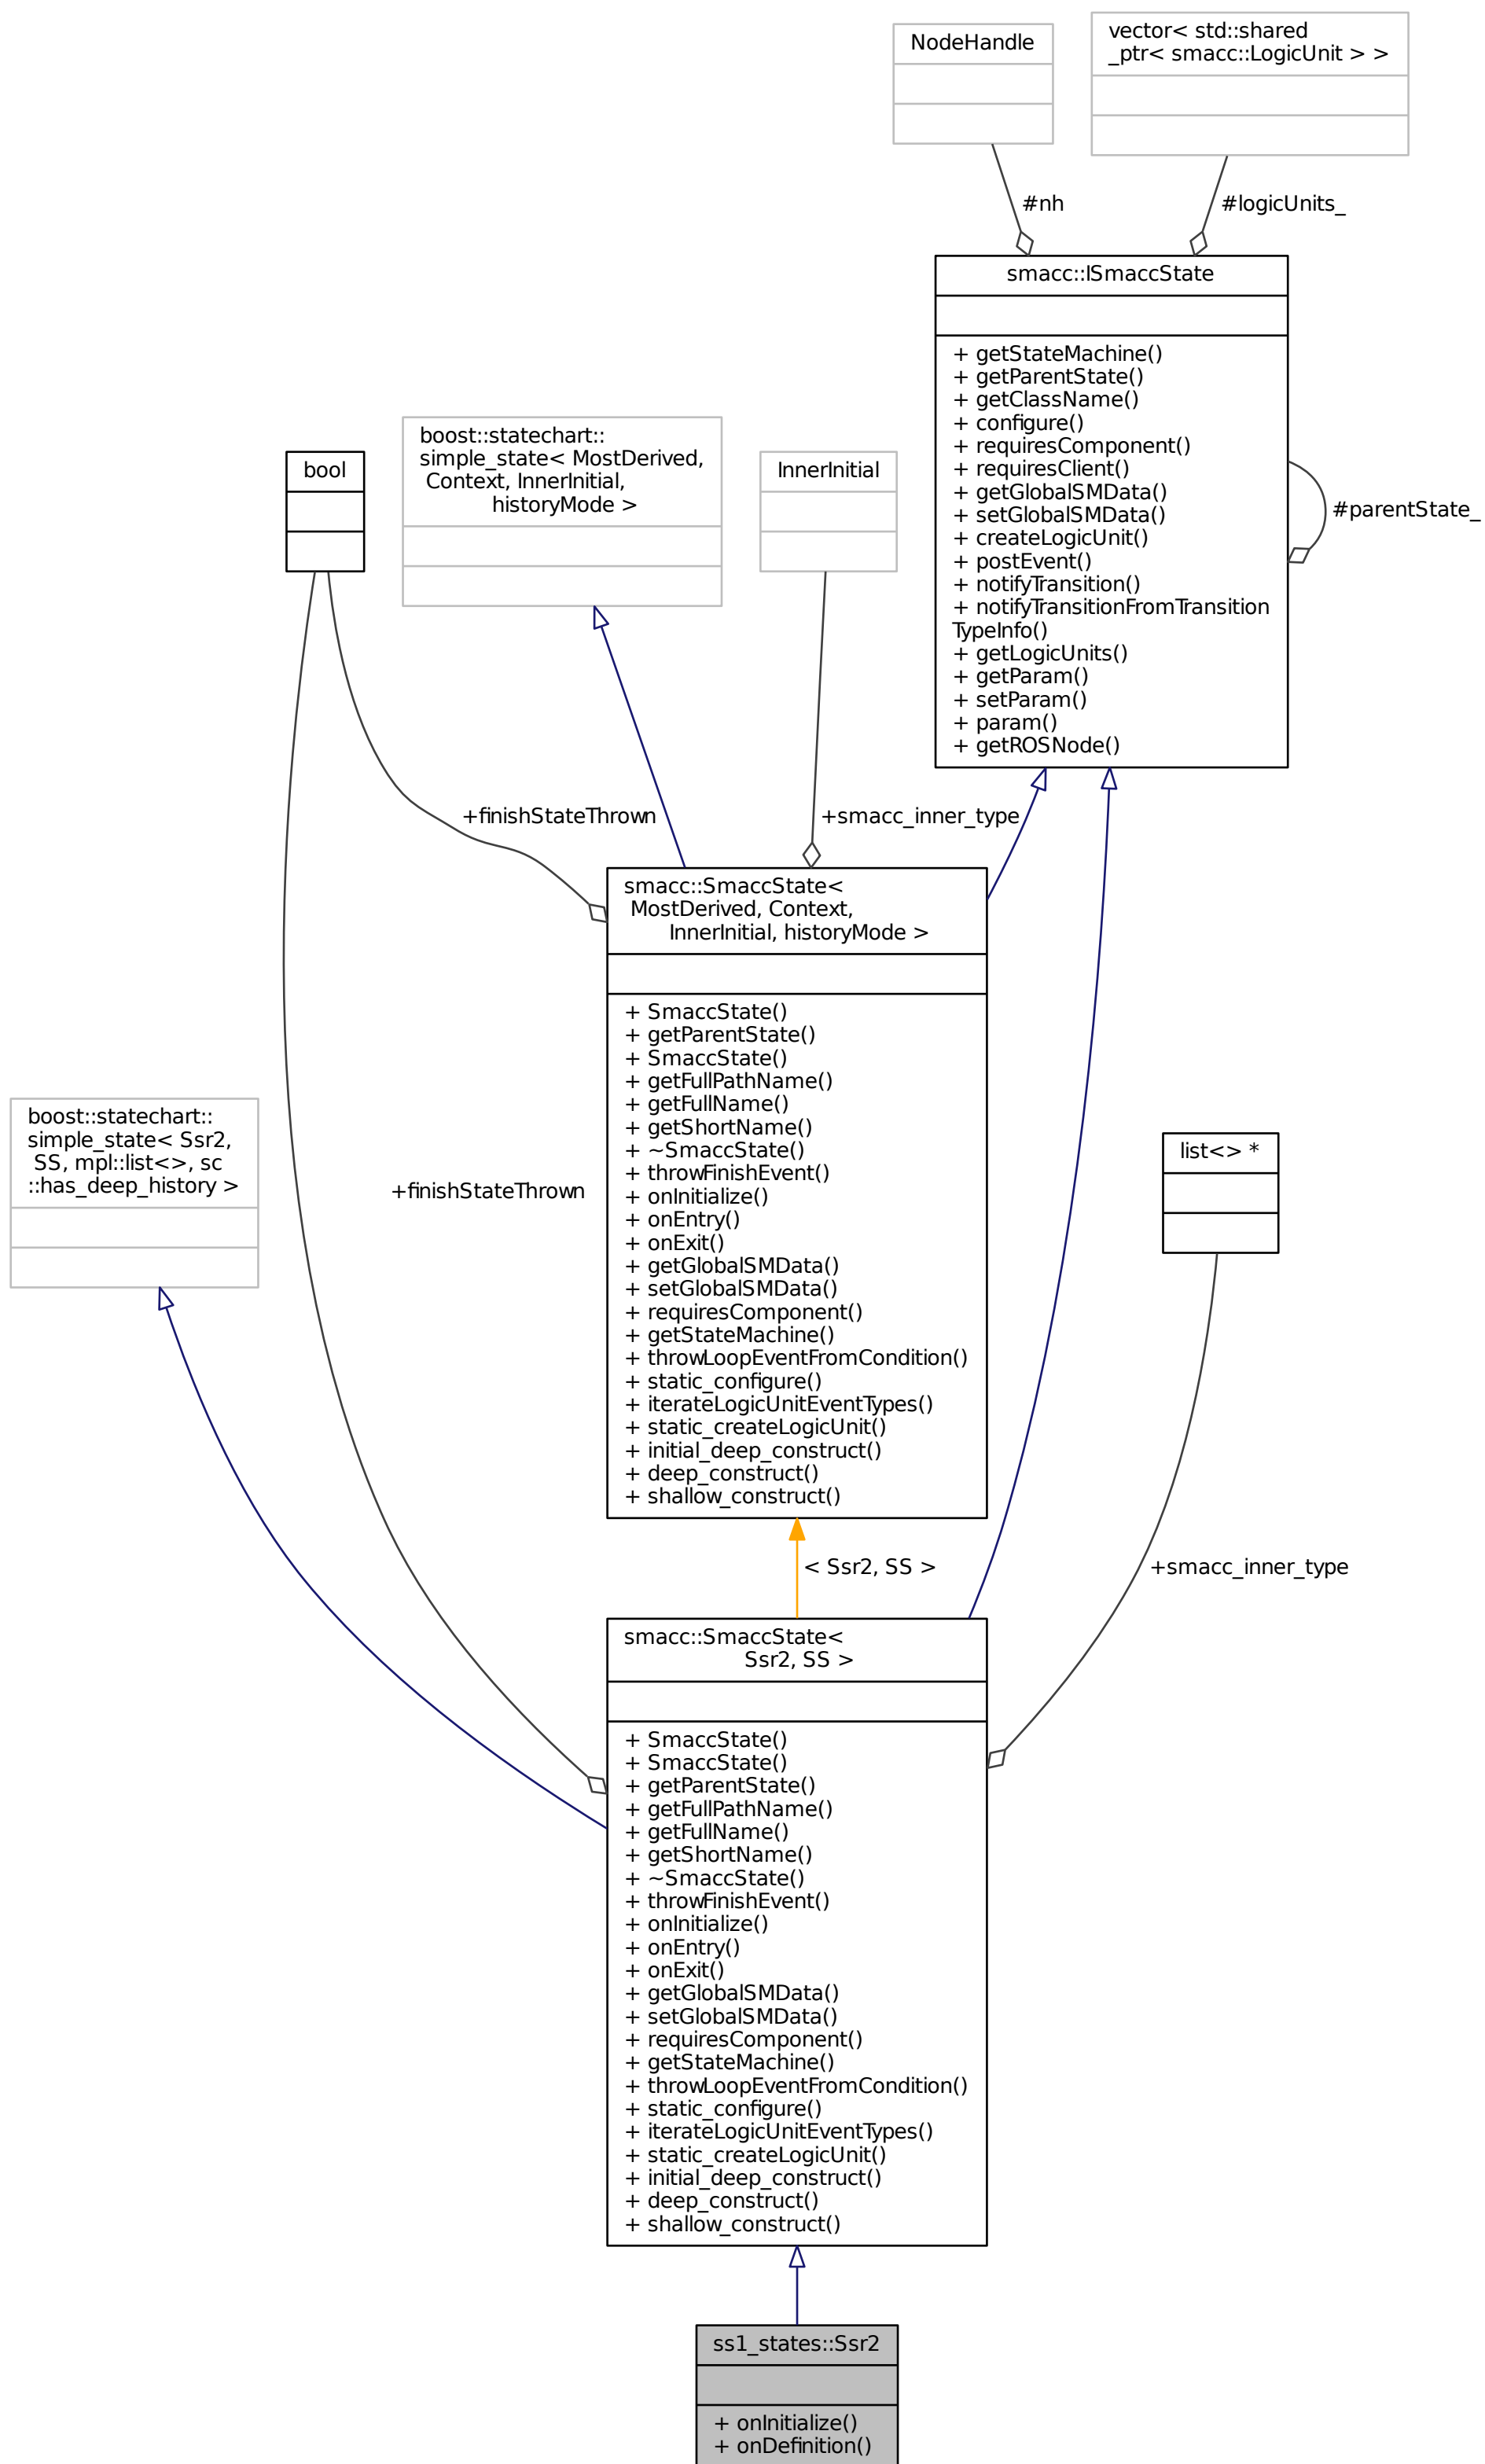 NodeHandle
vector< std::shared
_ptr< smacc::LogicUnit > >
#nh
#logicUnits_
smacc::ISmaccState
+ getStateMachine()
+ getParentState()
+ getClassName()
+ configure()
+ requiresComponent()
+ requiresClient()
+ getGlobalSMData()
+ setGlobalSMData()
+ createLogicUnit()
+ postEvent()
+ notifyTransition()
+ notifyTransitionFromTransition
TypeInfo()
+ getLogicUnits()
+ getParam()
+ setParam()
+ param()
+ getROSNode()
#parentState_
bool
boost::statechart::
simple_state< MostDerived,
Context, InnerInitial,
historyMode >
InnerInitial
+finishStateThrown
+smacc_inner_type
smacc::SmaccState<
MostDerived, Context,
InnerInitial, historyMode >
+ SmaccState()
+ getParentState()
+ SmaccState()
+ getFullPathName()
+ getFullName()
+ getShortName()
+ ~SmaccState()
+ throwFinishEvent()
+ onInitialize()
+ onEntry()
+ onExit()
+ getGlobalSMData()
+ setGlobalSMData()
+ requiresComponent()
+ getStateMachine()
+ throwLoopEventFromCondition()
+ static_configure()
+ iterateLogicUnitEventTypes()
+ static_createLogicUnit()
+ initial_deep_construct()
+ deep_construct()
+ shallow_construct()
boost::statechart::
simple_state< Ssr2,
SS, mpl::list<>, sc
::has_deep_history >
+finishStateThrown
list<> *
< Ssr2, SS >
+smacc_inner_type
smacc::SmaccState<
Ssr2, SS >
+ SmaccState()
+ SmaccState()
+ getParentState()
+ getFullPathName()
+ getFullName()
+ getShortName()
+ ~SmaccState()
+ throwFinishEvent()
+ onInitialize()
+ onEntry()
+ onExit()
+ getGlobalSMData()
+ setGlobalSMData()
+ requiresComponent()
+ getStateMachine()
+ throwLoopEventFromCondition()
+ static_configure()
+ iterateLogicUnitEventTypes()
+ static_createLogicUnit()
+ initial_deep_construct()
+ deep_construct()
+ shallow_construct()
ss1_states::Ssr2
+ onInitialize()
+ onDefinition()